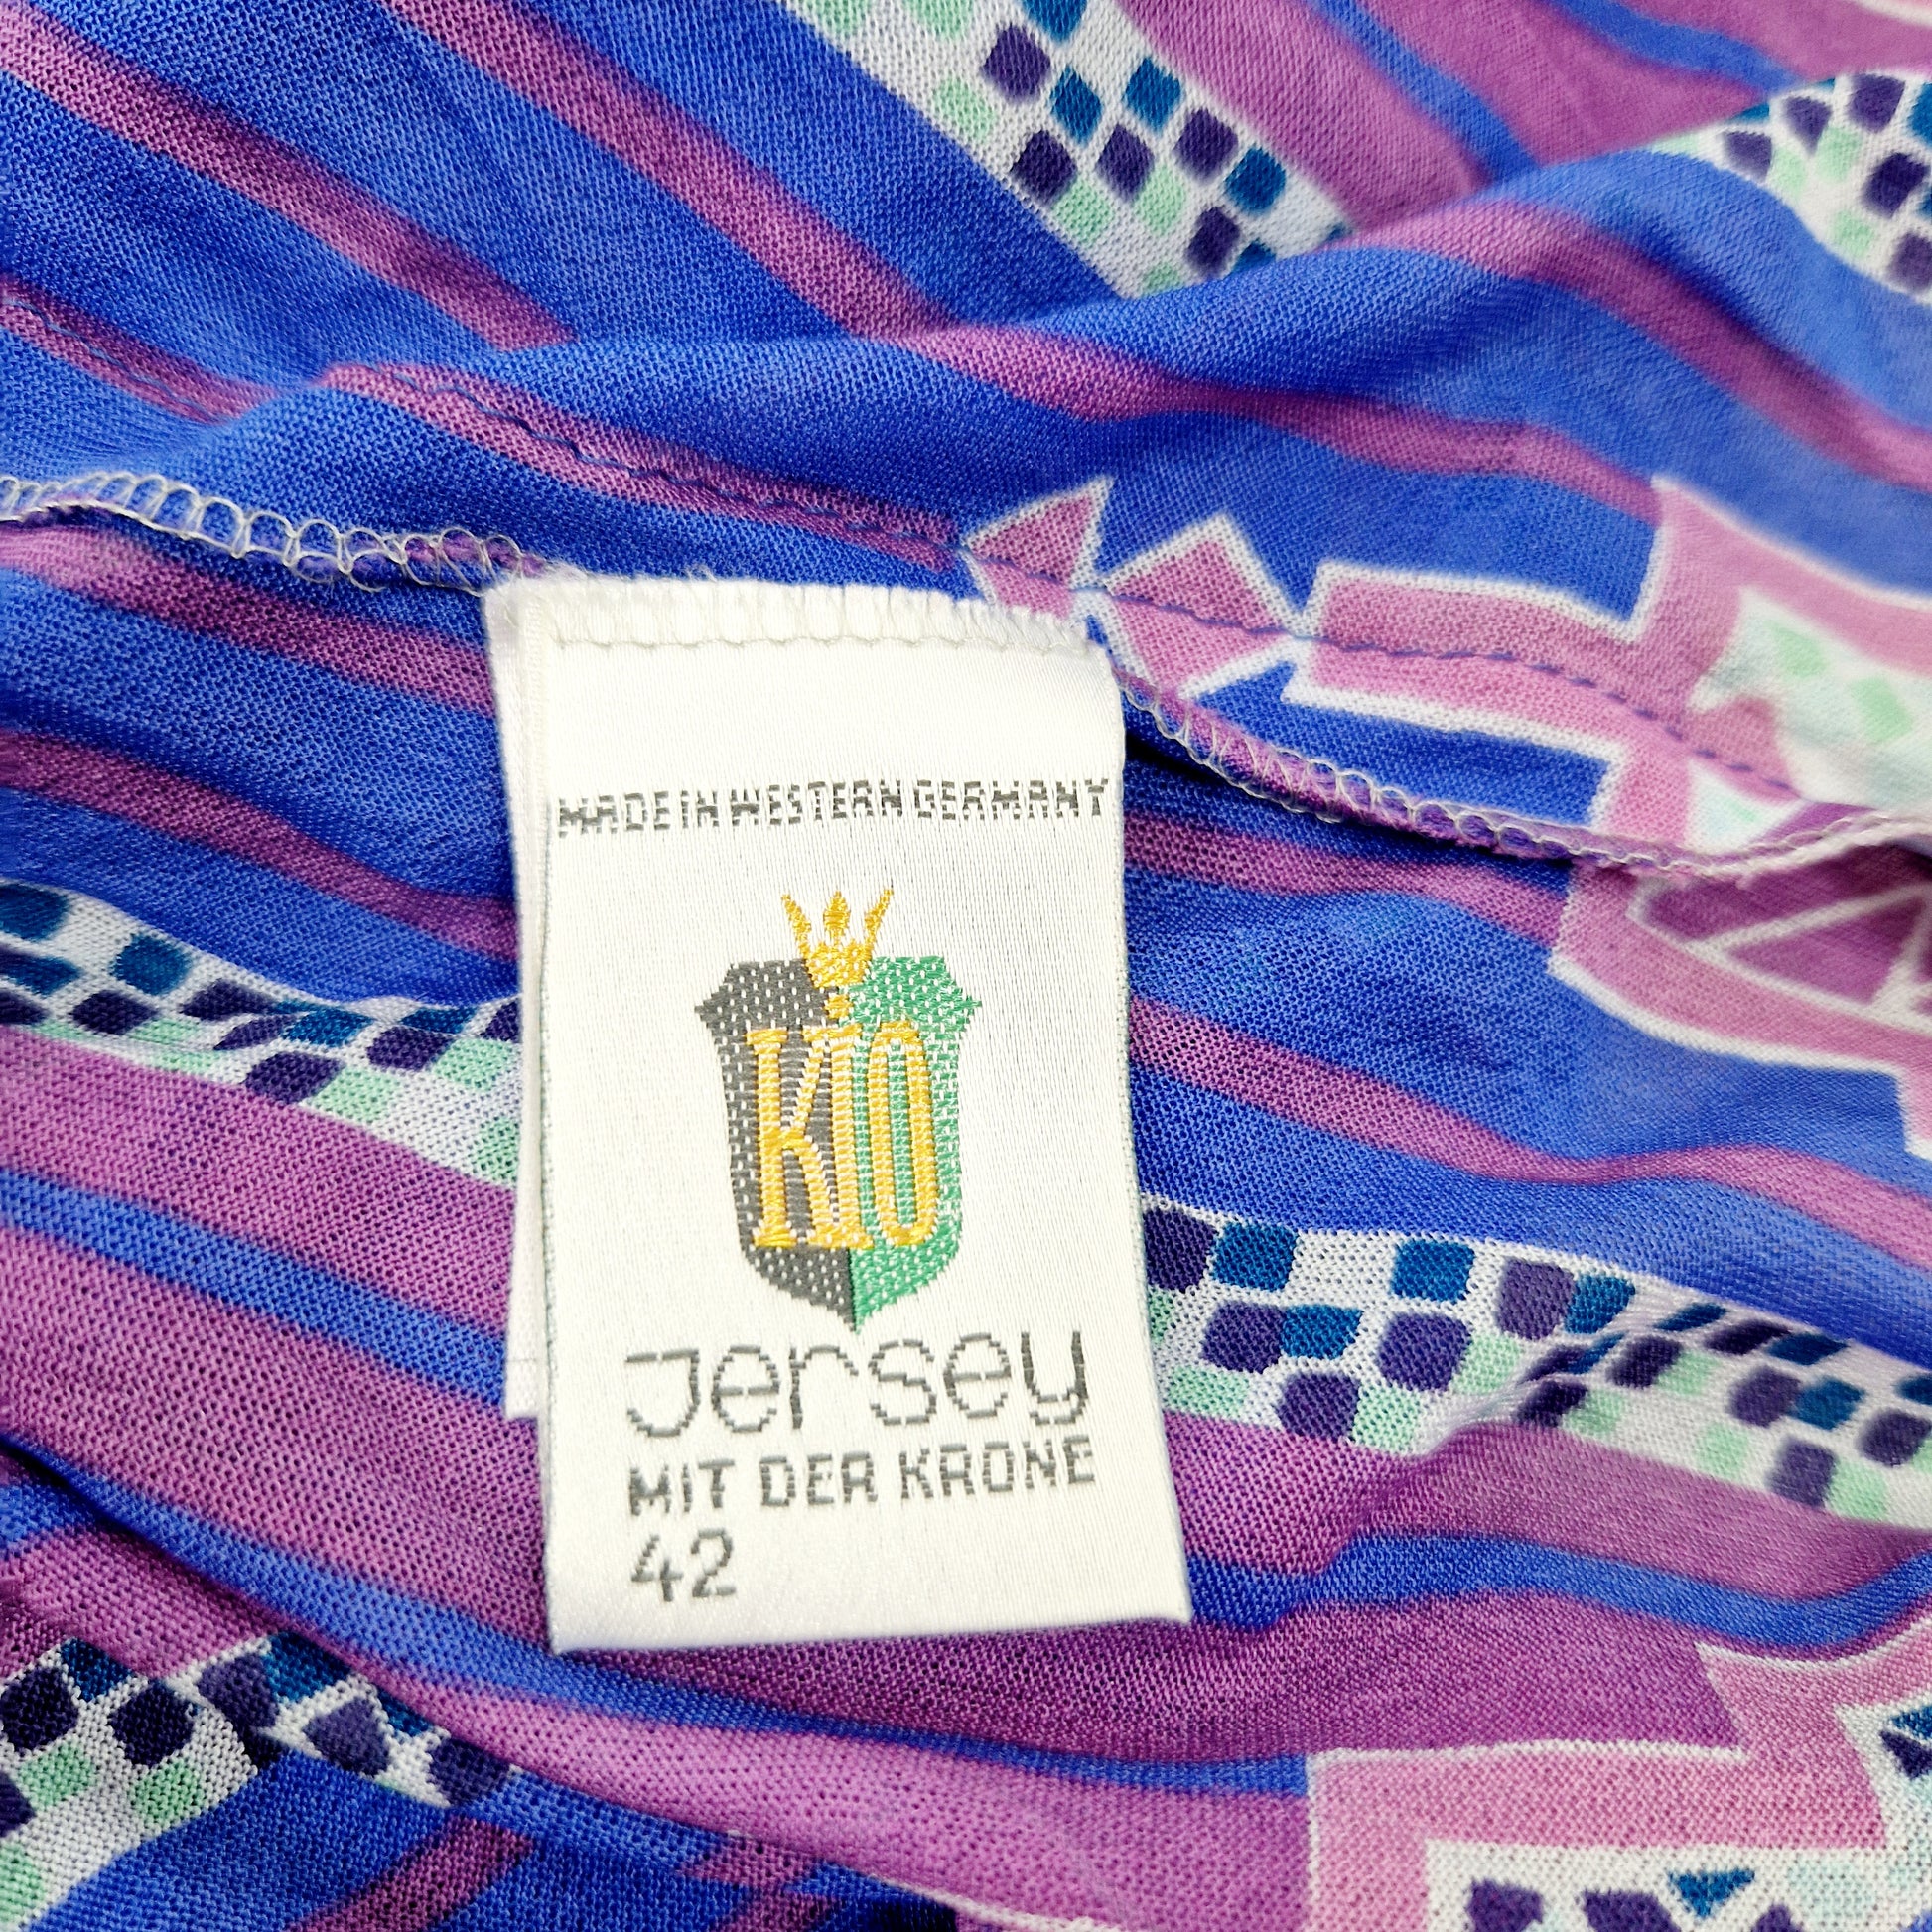 MADE IN WESTERN GERMANY
KIO
Jersey
MIT DER KRONE
42